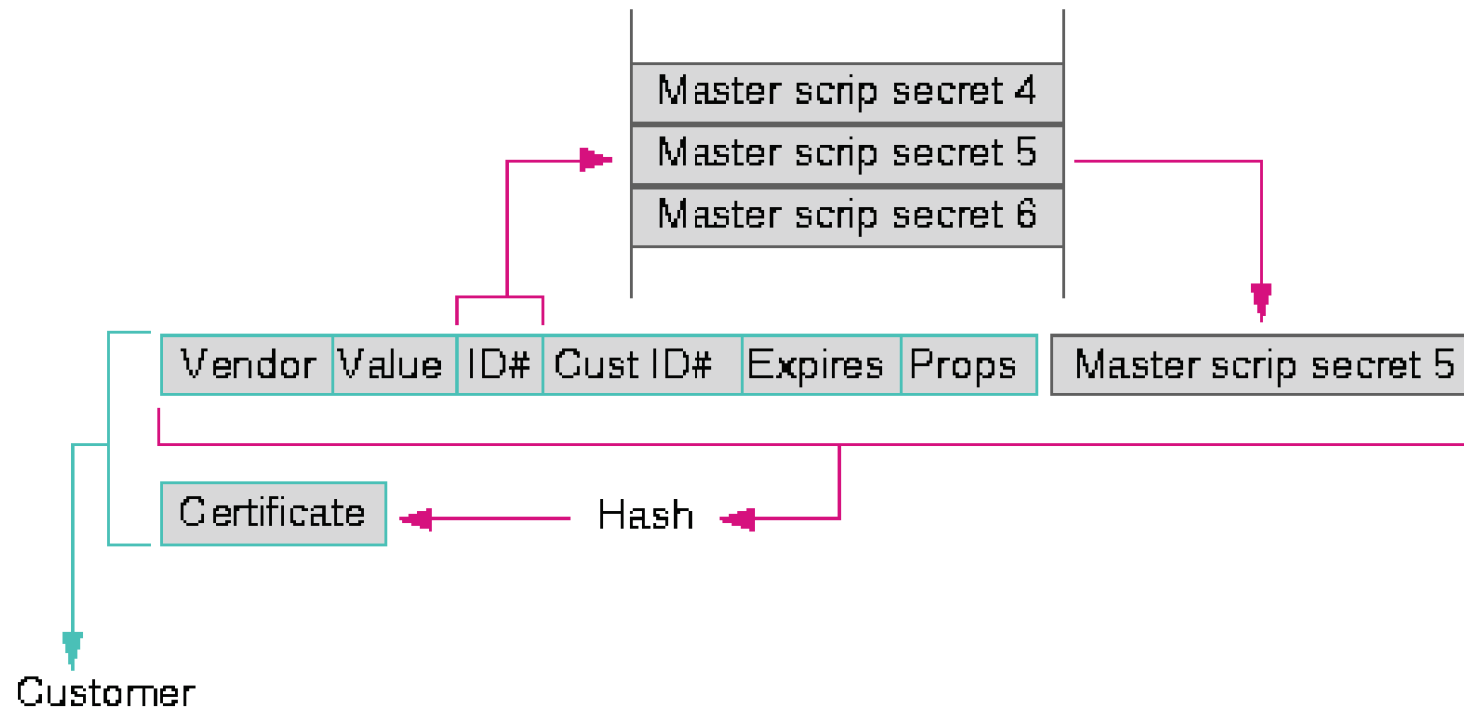 Master scrip secret 4
Master scrip secret 5
Master scrip secret 6
Vendor Value ID# Cust ID# Expires Props Master scrip secret 5
Certificate Hash
Customer